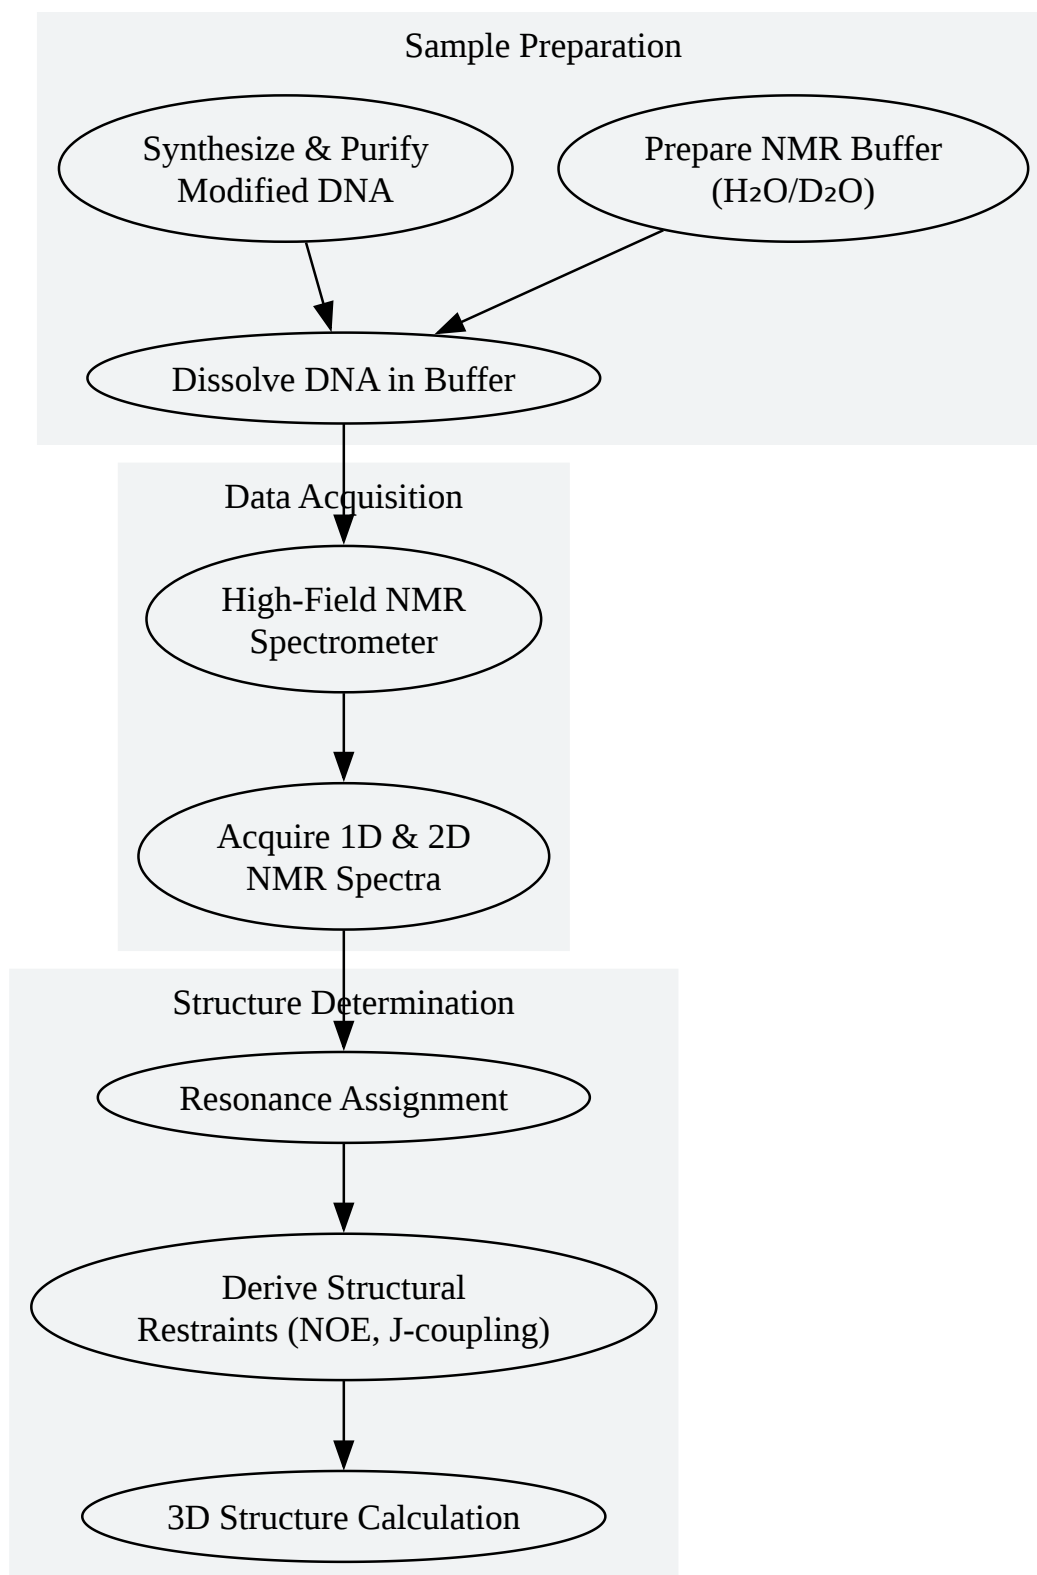 Sample Preparation
Synthesize & Purify
Modified DNA
Prepare NMR Buffer
(H₂O/D₂O)
Dissolve DNA in Buffer
Data Acquisition
High-Field NMR
Spectrometer
Acquire 1D & 2D
NMR Spectra
Structure Determination
Resonance Assignment
Derive Structural
Restraints (NOE, J-coupling)
3D Structure Calculation